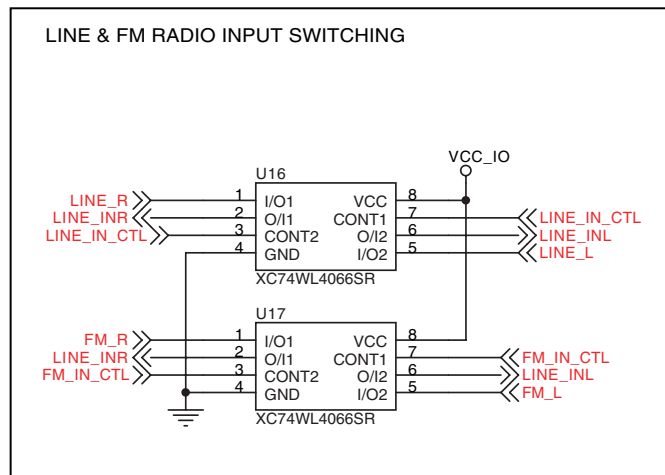 LINE & FM RADIO INPUT SWITCHING
VCC_IO
U16
LINE_R 1 I/O1 VCC 8
LINE_INR 2 O/I1 CONT1 7 LINE_IN_CTL
LINE_IN_CTL 3 CONT2 O/I2 6 LINE_INL
4 GND I/O2 5 LINE_L
XC74WL4066SR
U17
FM_R 1 I/O1 VCC 8
LINE_INR 2 O/I1 CONT1 7 FM_IN_CTL
FM_IN_CTL 3 CONT2 O/I2 6 LINE_INL
4 GND I/O2 5 FM_L
XC74WL4066SR